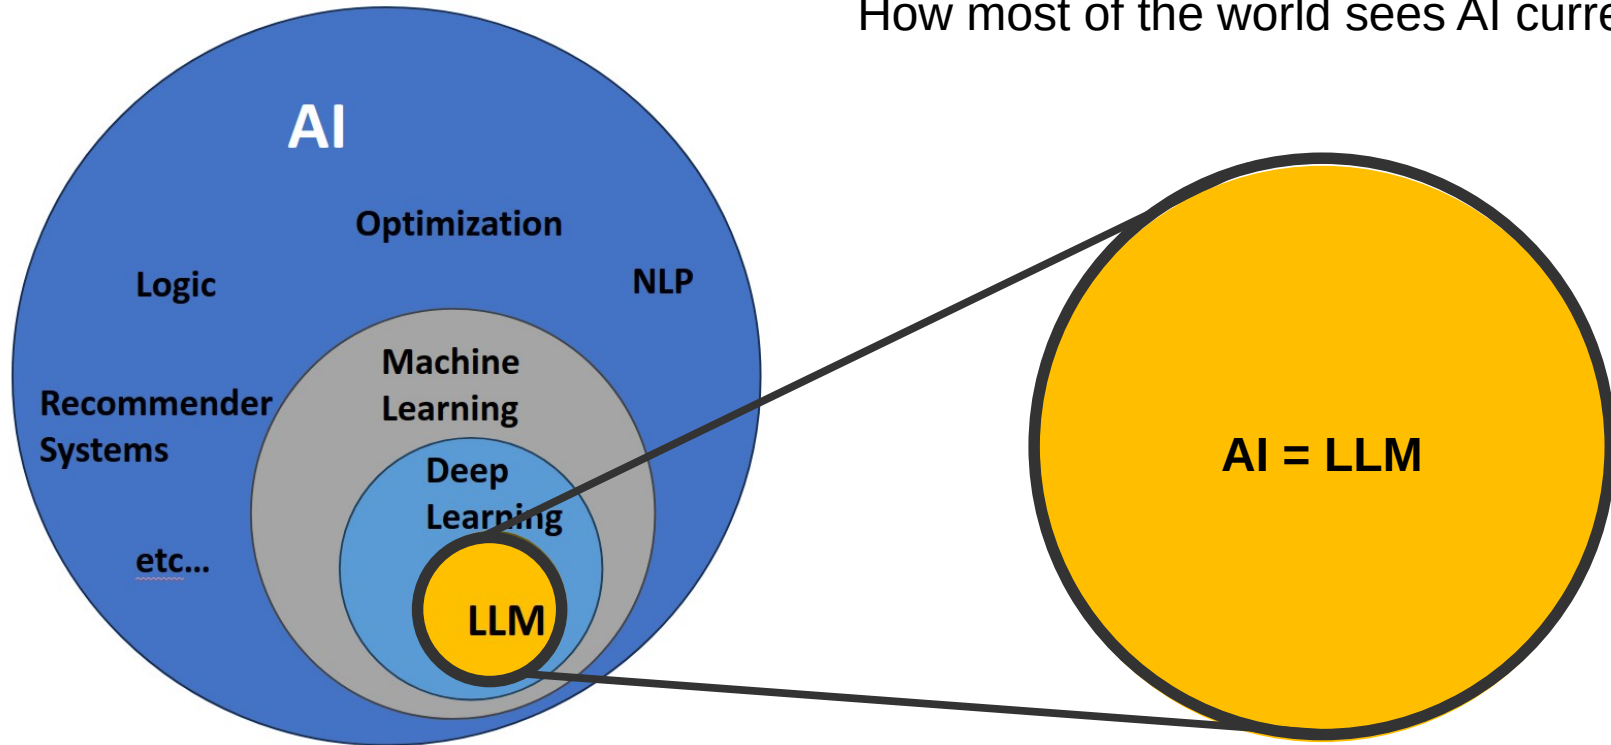 How most of the world sees AI
AI
Optimization
Logic
NLP
Machine
Learning
Recommender
Systems
Deep
Learning
AI = LLM
etc...
LLM